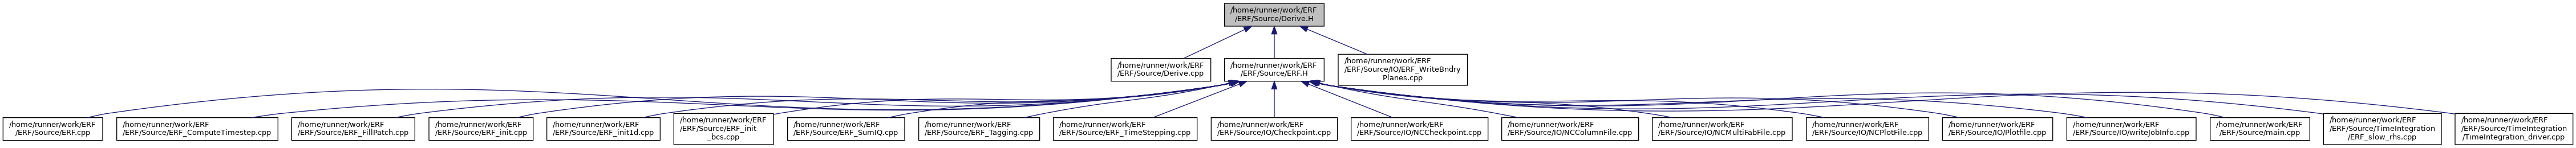 /home/runner/work/ERF
/ERF/Source/Derive.H
/home/runner/work/ERF
/ERF/Source/Derive.cpp
/home/runner/work/ERF
/ERF/Source/ERF.H
/home/runner/work/ERF
/ERF/Source/IO/ERF_WriteBndry
Planes.cpp
/home/runner/work/ERF
/ERF/Source/ERF.cpp
/home/runner/work/ERF
/ERF/Source/ERF_ComputeTimestep.cpp
/home/runner/work/ERF
/ERF/Source/ERF_FillPatch.cpp
/home/runner/work/ERF
/ERF/Source/ERF_init.cpp
/home/runner/work/ERF
/ERF/Source/ERF_init1d.cpp
/home/runner/work/ERF
/ERF/Source/ERF_init
_bcs.cpp
/home/runner/work/ERF
/ERF/Source/ERF_SumIQ.cpp
/home/runner/work/ERF
/ERF/Source/ERF_Tagging.cpp
/home/runner/work/ERF
/ERF/Source/ERF_TimeStepping.cpp
/home/runner/work/ERF
/ERF/Source/IO/Checkpoint.cpp
/home/runner/work/ERF
/ERF/Source/IO/NCCheckpoint.cpp
/home/runner/work/ERF
/ERF/Source/IO/NCColumnFile.cpp
/home/runner/work/ERF
/ERF/Source/IO/NCMultiFabFile.cpp
/home/runner/work/ERF
/ERF/Source/IO/NCPlotFile.cpp
/home/runner/work/ERF
/ERF/Source/IO/Plotfile.cpp
/home/runner/work/ERF
/ERF/Source/IO/writeJobInfo.cpp
/home/runner/work/ERF
/ERF/Source/main.cpp
/home/runner/work/ERF
/ERF/Source/TimeIntegration
/ERF_slow_rhs.cpp
/home/runner/work/ERF
/ERF/Source/TimeIntegration
/TimeIntegration_driver.cpp